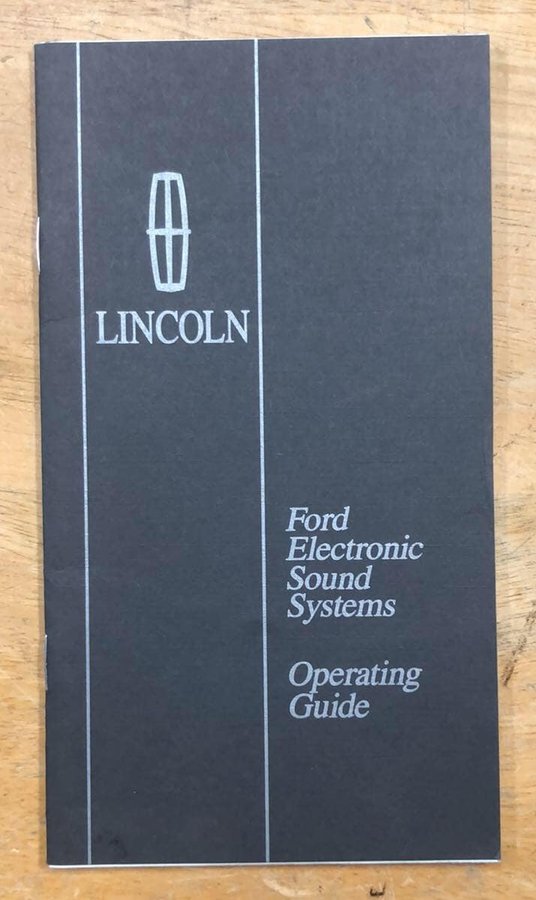 LINCOLN
Ford
Electronic
Sound
Systems
Operating
Guide